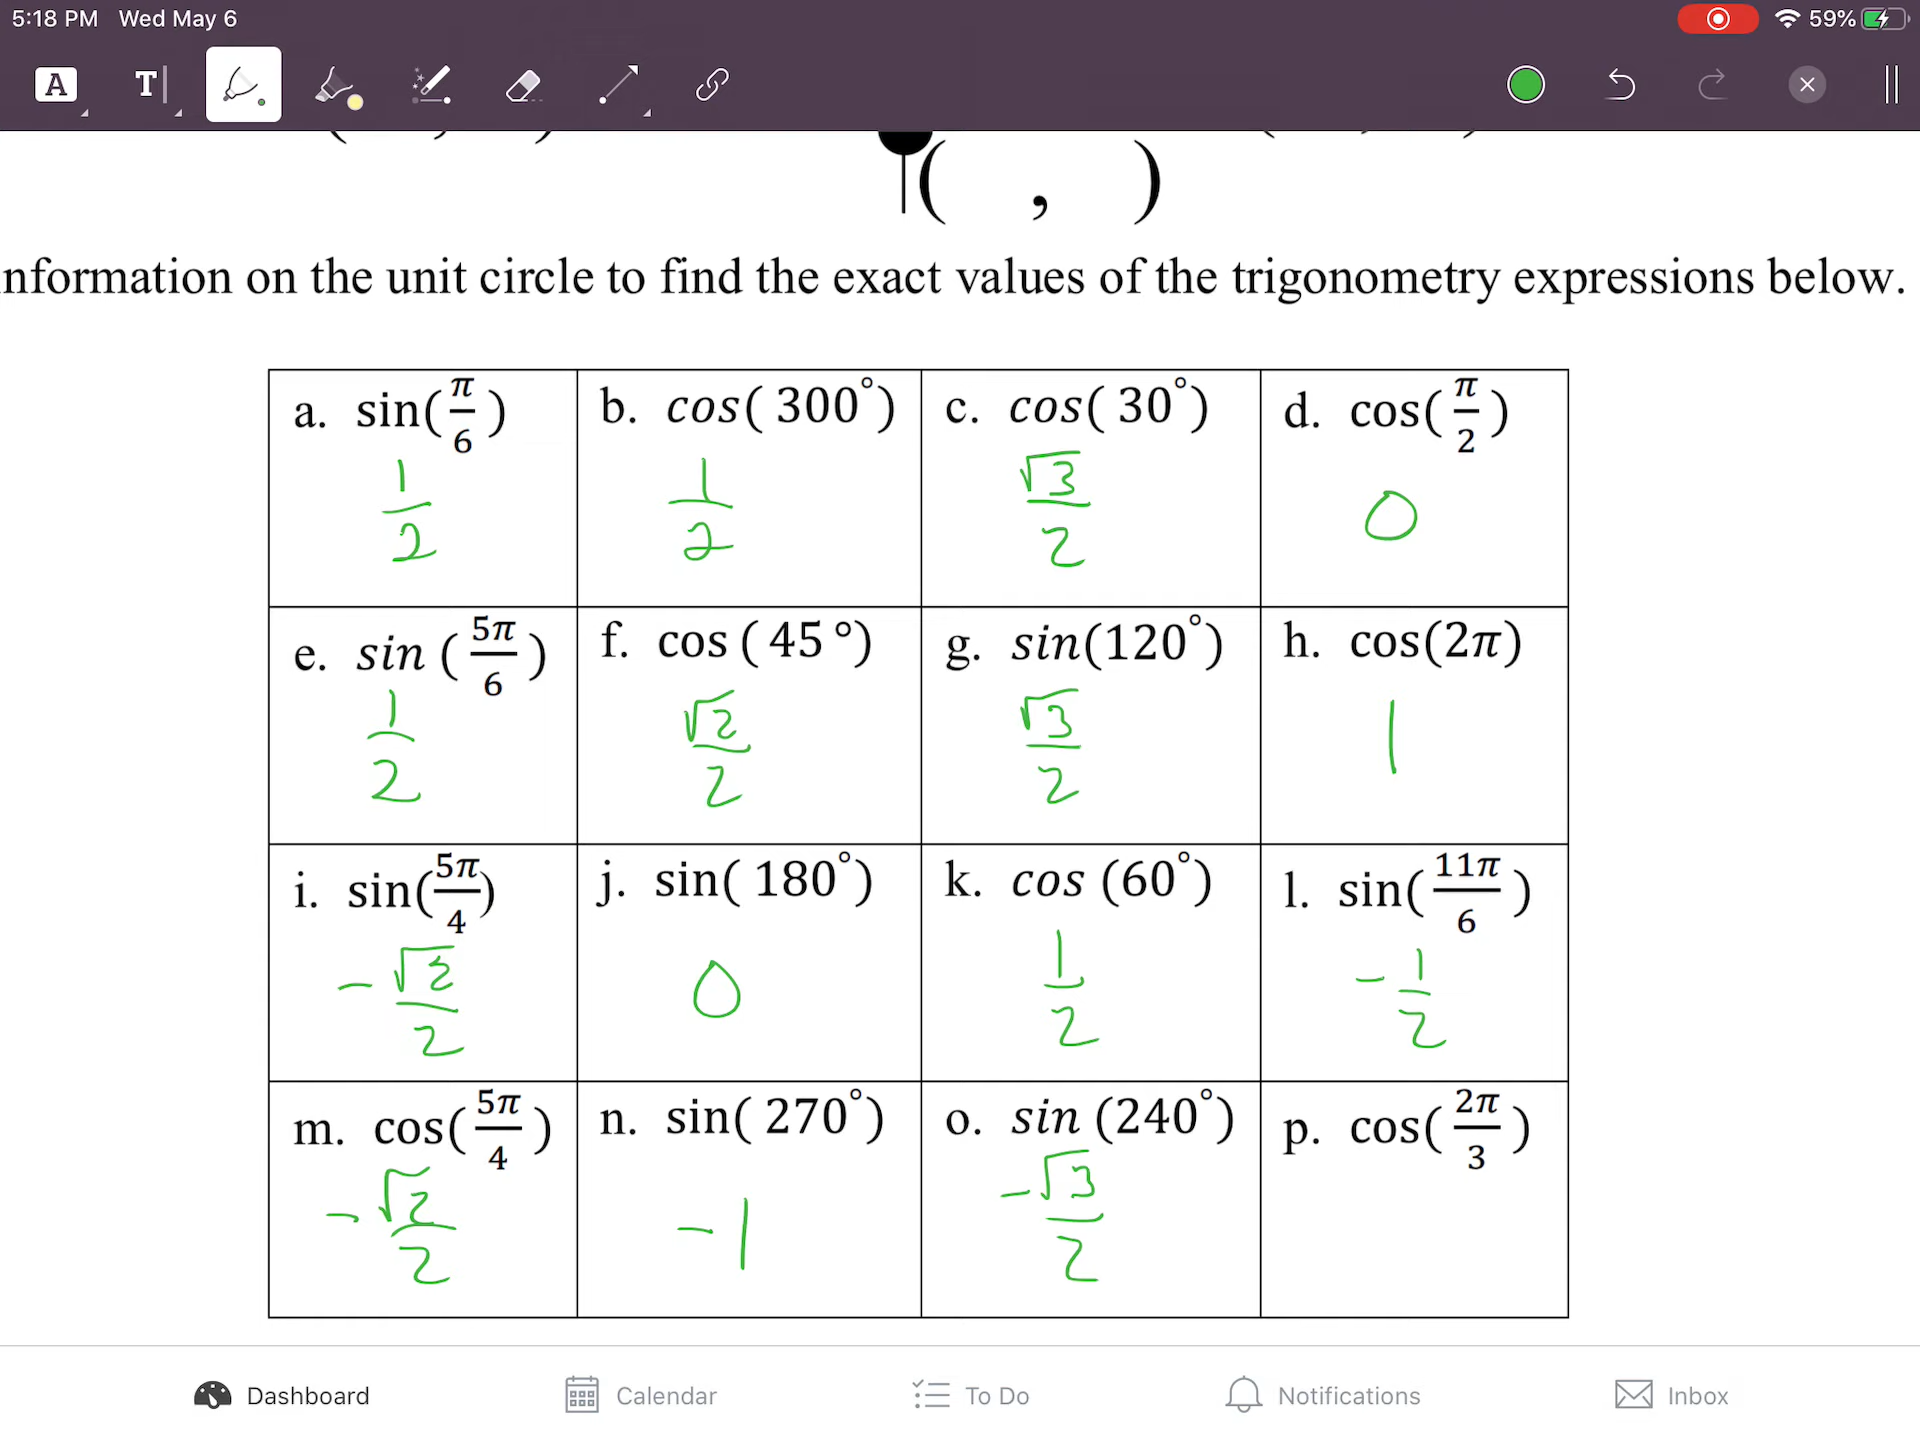 5:18 PM Wed May 6 59%
A T
( , )
nformation on the unit circle to find the exact values of the trigonometry expressions below.
a. sin(π/6) b. cos( 300°) c. cos( 30°) d. cos(π/2)
1/2 1/2 √3/2 0
e. sin (5π/6) f. cos ( 45 °) g. sin(120°) h. cos(2π)
1/2 √2/2 √3/2 1
i. sin(5π/4) j. sin( 180°) k. cos (60°) l. sin(11π/6)
-√2/2 0 1/2 -1/2
m. cos(5π/4) n. sin( 270°) o. sin (240°) p. cos(2π/3)
-√2/2 -1 -√3/2
Dashboard Calendar To Do Notifications Inbox